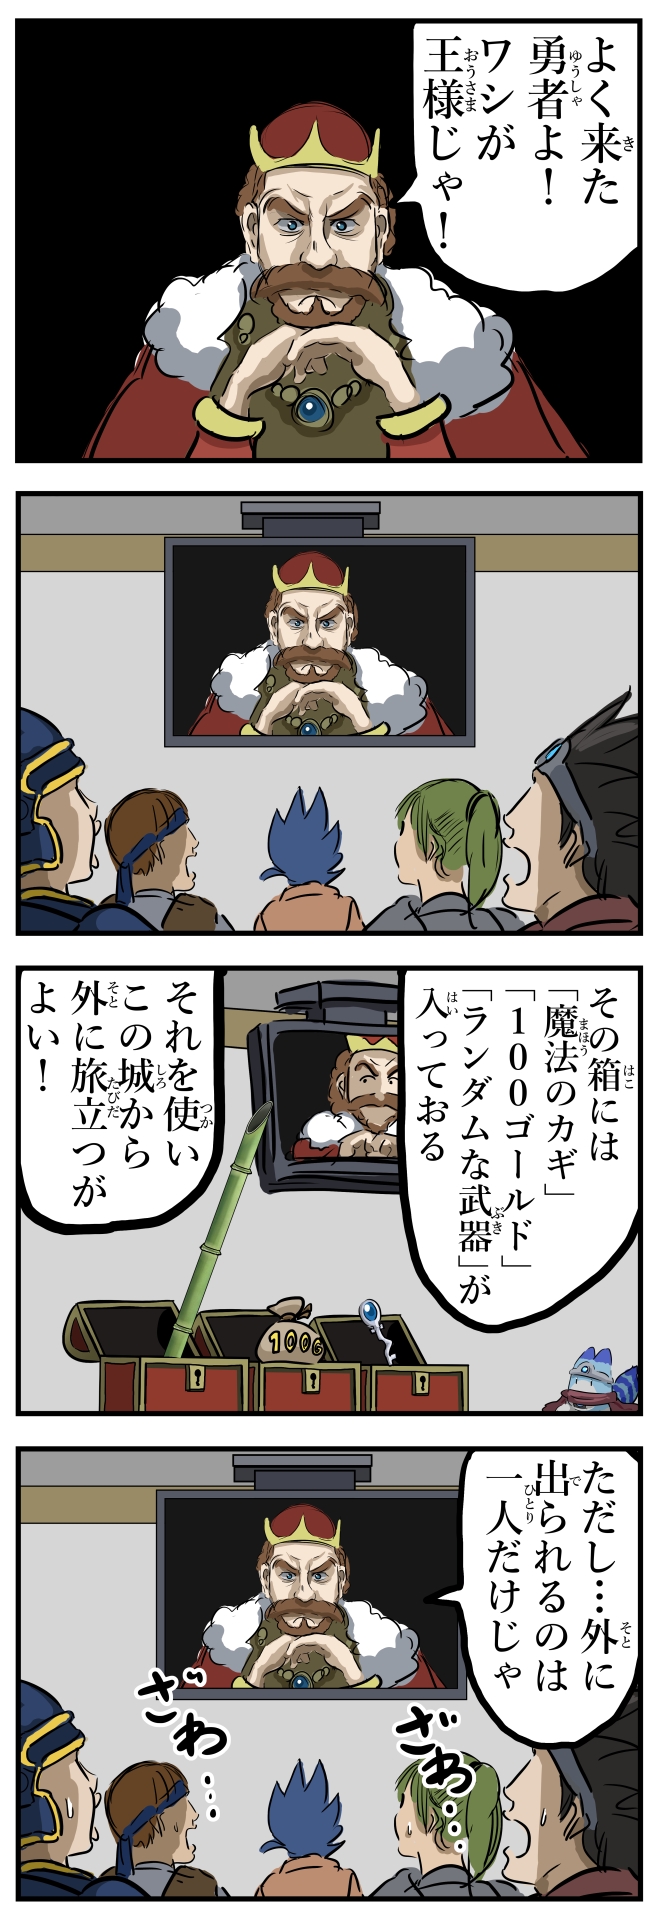 よく来た
勇者よ！
ワシが
王様じゃ！
その箱には
「魔法のカギ」
「100ゴールド」
「ランダムな武器」が
入っておる
それを使い
この城から
外に旅立つが
よい！
100G
ただし…外に
出られるのは
一人だけじゃ
ざわ…
ざわ…